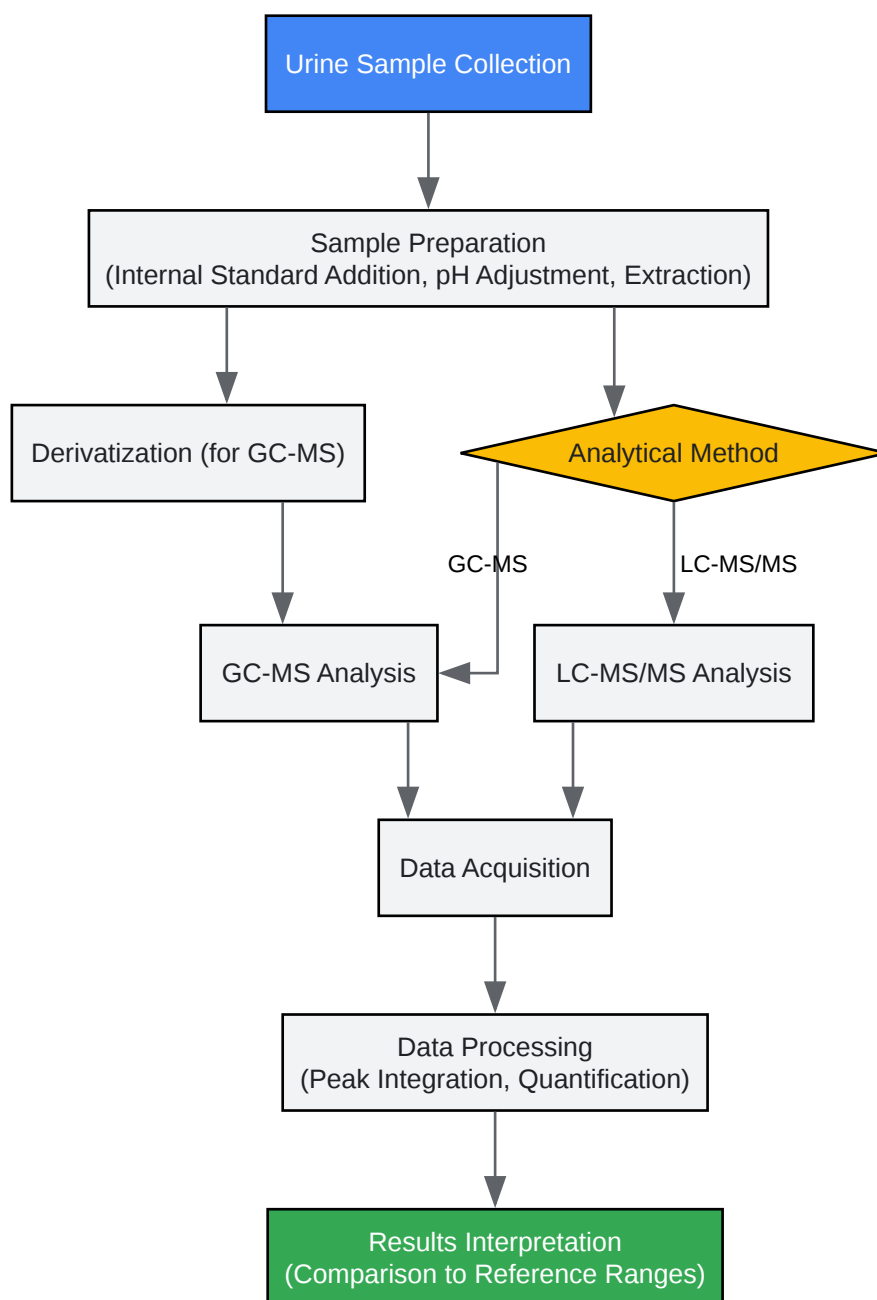 Urine Sample Collection
Sample Preparation
(Internal Standard Addition, pH Adjustment, Extraction)
Derivatization (for GC-MS)
Analytical Method
GC-MS
LC-MS/MS
GC-MS Analysis
LC-MS/MS Analysis
Data Acquisition
Data Processing
(Peak Integration, Quantification)
Results Interpretation
(Comparison to Reference Ranges)